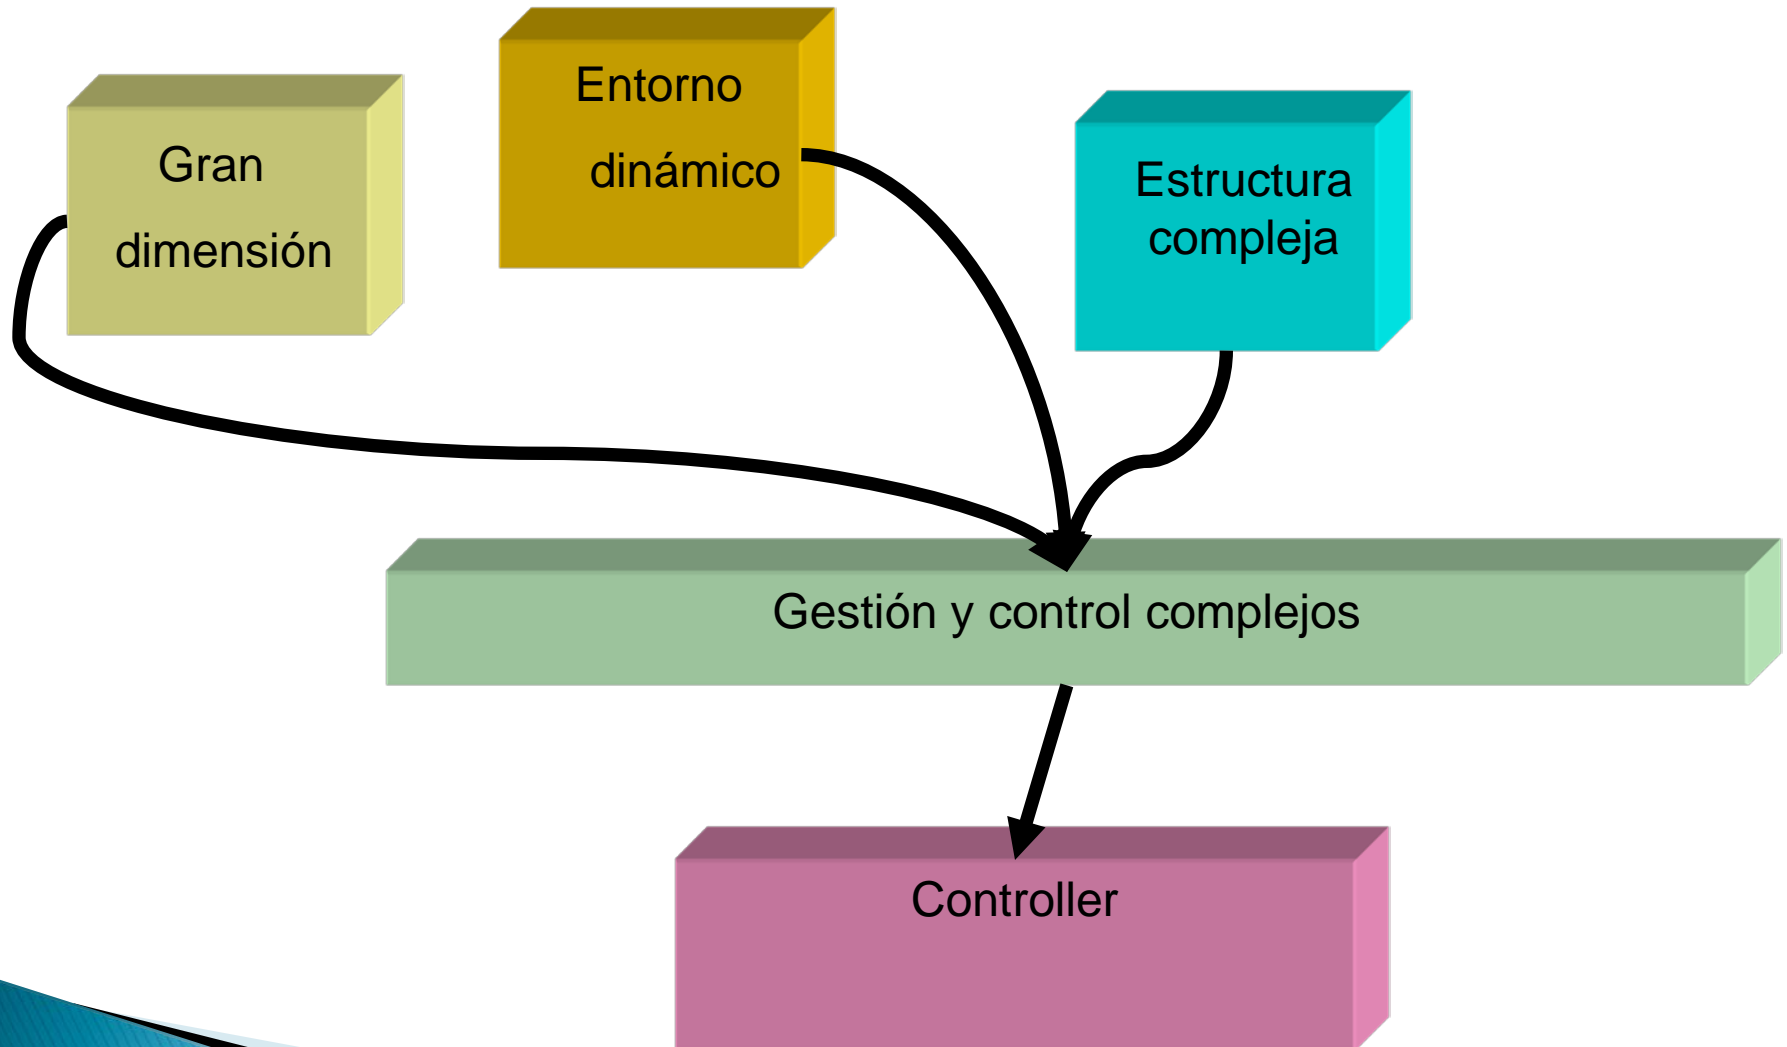 Gran
dimensión
Entorno
dinámico
Estructura
compleja
Gestión y control complejos
Controller